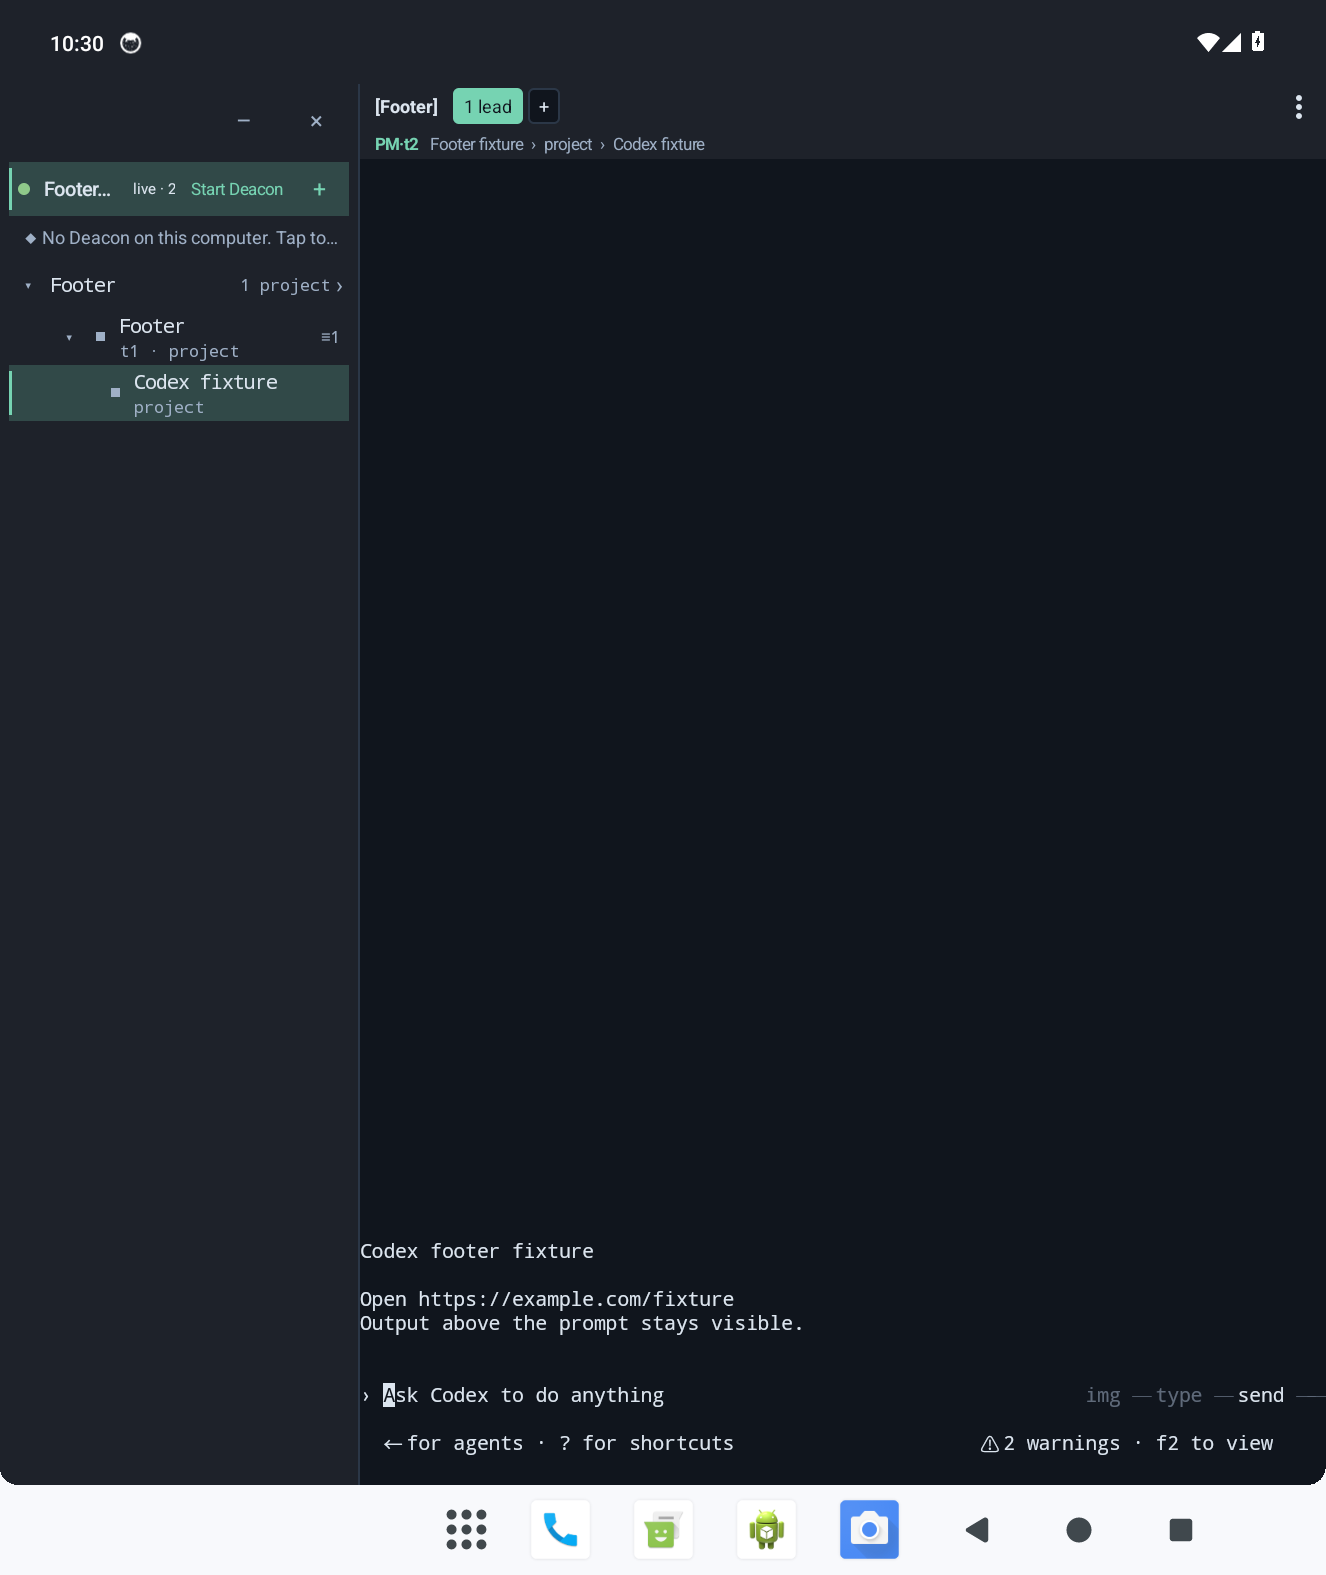 10:30
− ×
Footer... live · 2 Start Deacon +
◆ No Deacon on this computer. Tap to...
▾ Footer 1 project ›
▾ ■ Footer ≡1
t1 · project
■ Codex fixture
project
[Footer] 1 lead +
PM·t2 Footer fixture › project › Codex fixture
Codex footer fixture
Open https://example.com/fixture
Output above the prompt stays visible.
› Ask Codex to do anything img — type — send —
← for agents · ? for shortcuts ⚠ 2 warnings · f2 to view